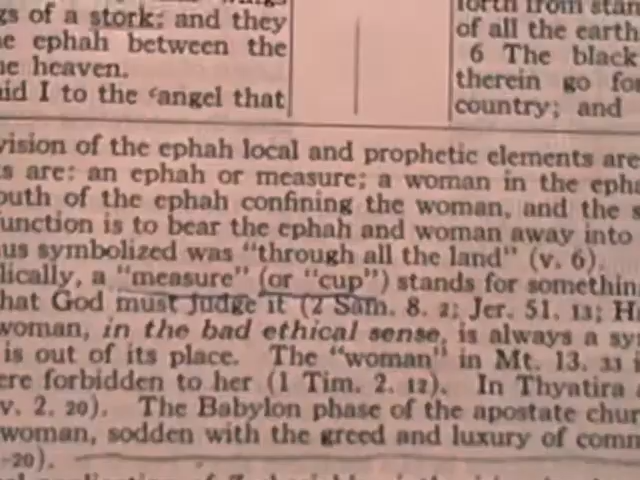 gs of a stork: and they
e ephah between the
e heaven.
aid I to the ᶜangel that
forth from stan
of all the earth
6 The black
therein go for
country; and
vision of the ephah local and prophetic elements are
s are: an ephah or measure; a woman in the eph
outh of the ephah confining the woman, and the
unction is to bear the ephah and woman away into
us symbolized was "through all the land" (v. 6).
lically, a "measure" (or "cup") stands for somethin
hat God must judge it (2 Sam. 8. 2; Jer. 51. 13; H
woman, in the bad ethical sense, is always a sy
is out of its place. The "woman" in Mt. 13. 33 i
ere forbidden to her (1 Tim. 2. 12). In Thyatira
v. 2. 20). The Babylon phase of the apostate chur
woman, sodden with the greed and luxury of com
-20).